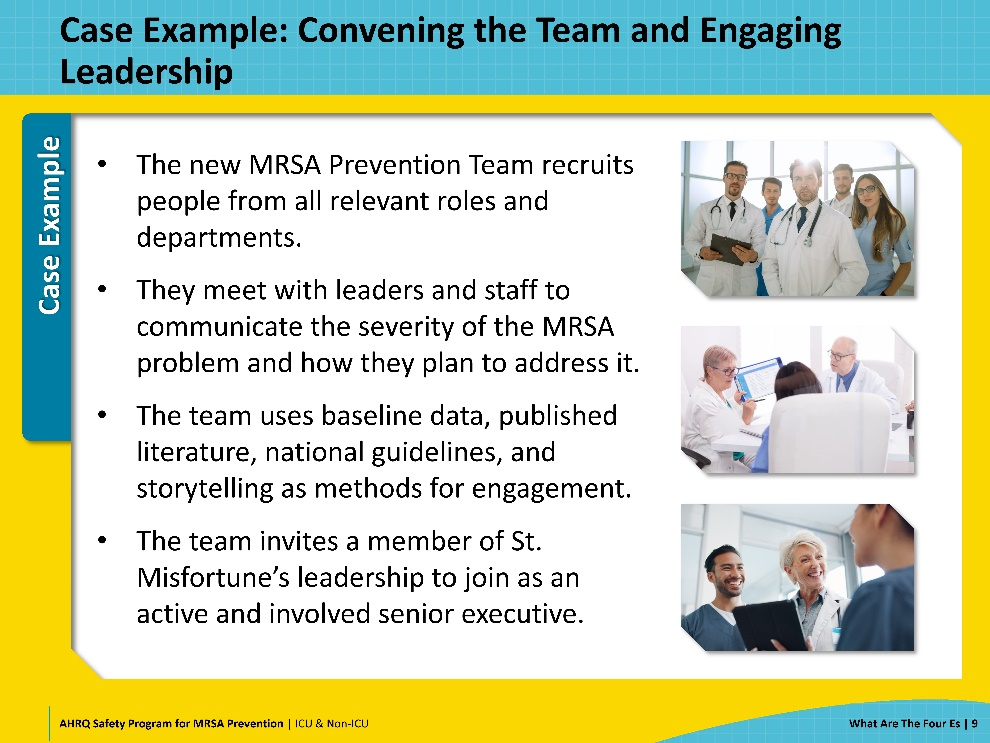 Case Example: Convening the Team and Engaging
Leadership
Case Example
• The new MRSA Prevention Team recruits
people from all relevant roles and
departments.
• They meet with leaders and staff to
communicate the severity of the MRSA
problem and how they plan to address it.
• The team uses baseline data, published
literature, national guidelines, and
storytelling as methods for engagement.
• The team invites a member of St.
Misfortune’s leadership to join as an
active and involved senior executive.
AHRQ Safety Program for MRSA Prevention | ICU & Non-ICU
What Are The Four Es | 9